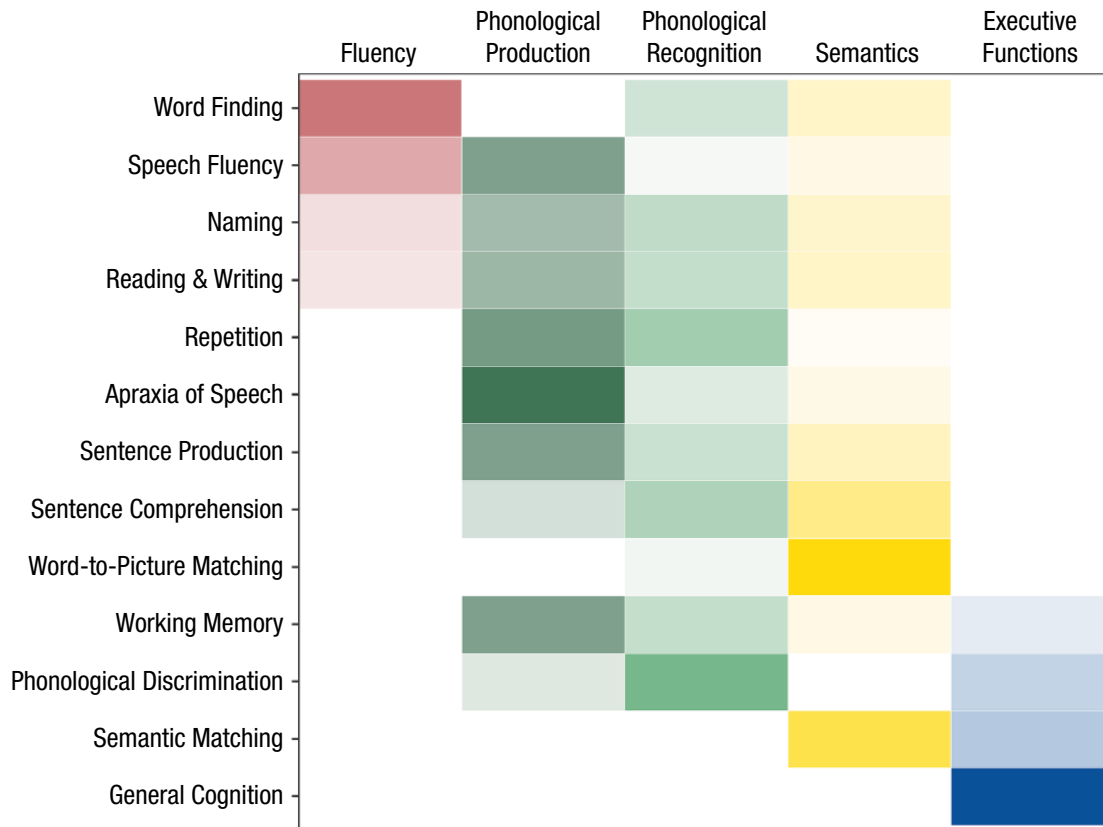 Fluency
Phonological
Production
Phonological
Recognition
Semantics
Executive
Functions
Word Finding
Speech Fluency
Naming
Reading & Writing
Repetition
Apraxia of Speech
Sentence Production
Sentence Comprehension
Word-to-Picture Matching
Working Memory
Phonological Discrimination
Semantic Matching
General Cognition